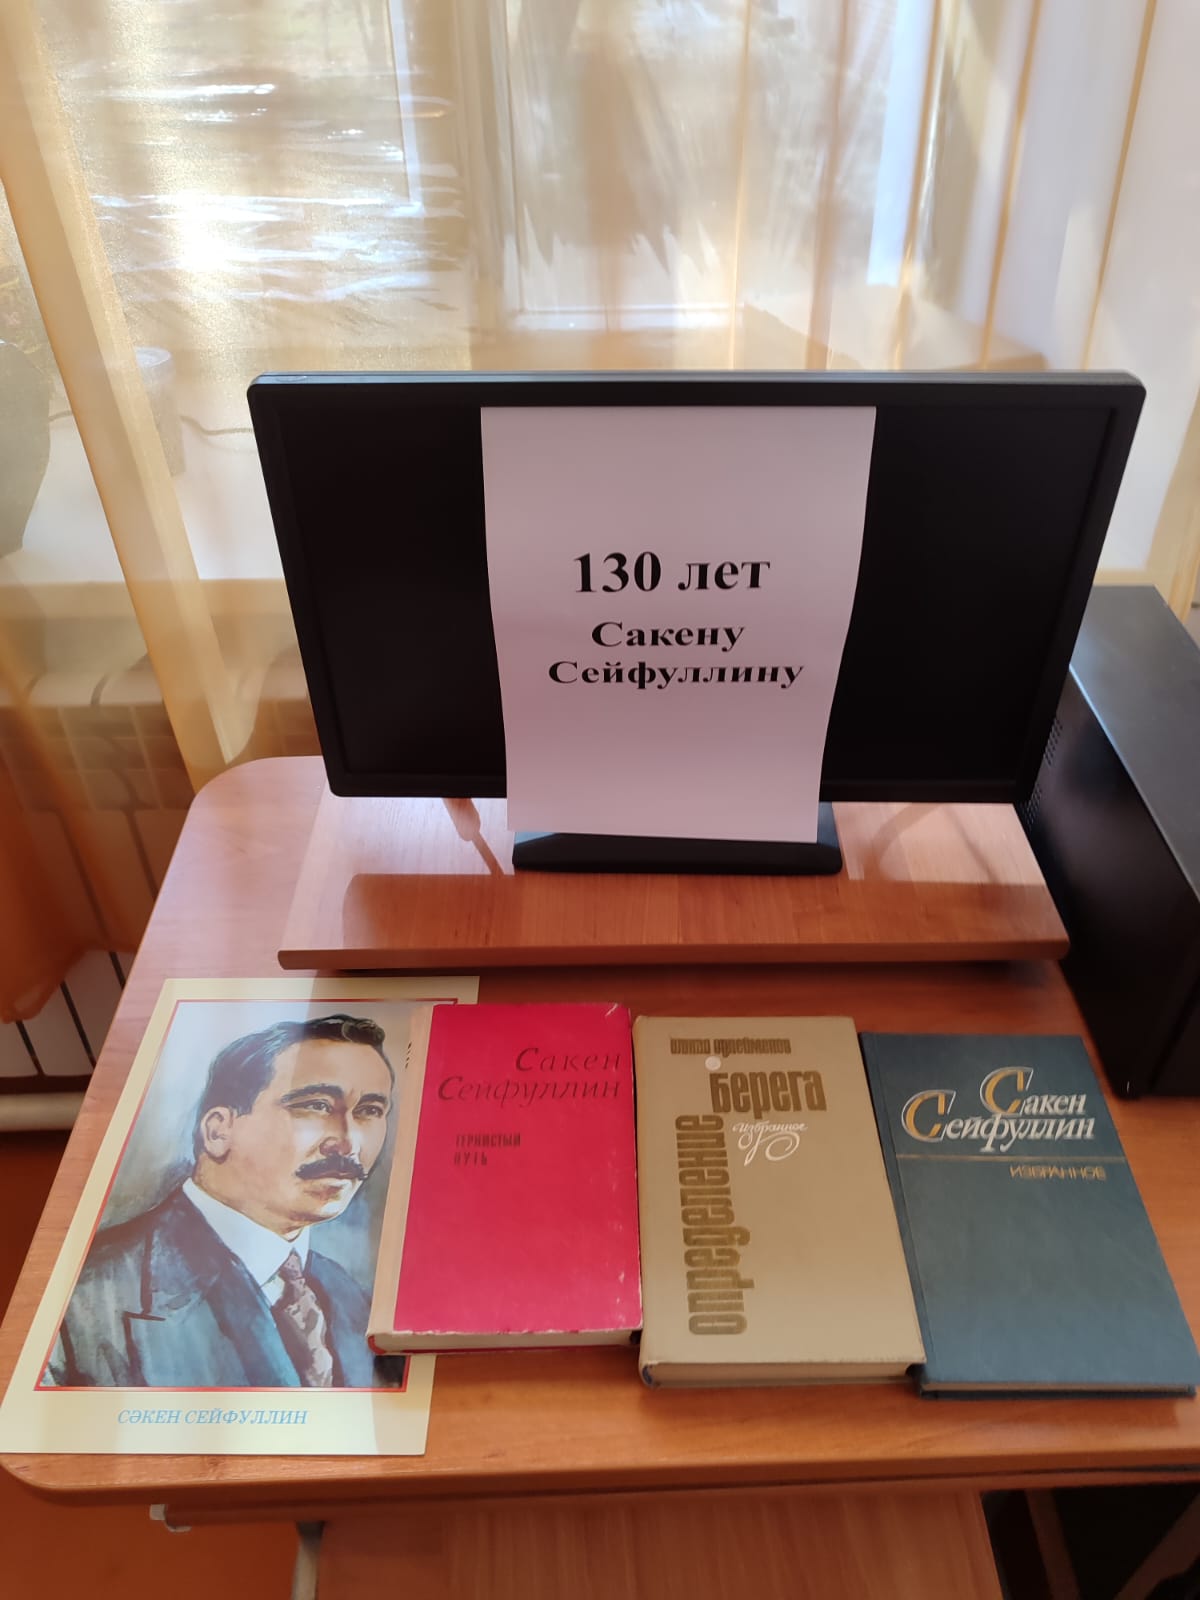 130 лет
Сакену
Сейфуллину
СӘКЕН СЕЙФУЛЛИН
Сакен
Сейфуллин
ТЕРНИСТЫЙ
ПУТЬ
олжас сулейменов
определение
берега
избранное
Сакен
Сейфуллин
ИЗБРАННОЕ